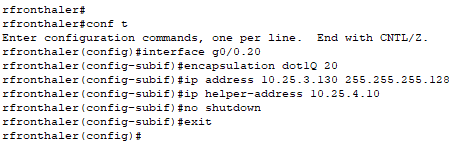 rfronthaler#
rfronthaler#conf t
Enter configuration commands, one per line.  End with CNTL/Z.
rfronthaler(config)#interface g0/0.20
rfronthaler(config-subif)#encapsulation dot1Q 20
rfronthaler(config-subif)#ip address 10.25.3.130 255.255.255.128
rfronthaler(config-subif)#ip helper-address 10.25.4.10
rfronthaler(config-subif)#no shutdown
rfronthaler(config-subif)#exit
rfronthaler(config)#